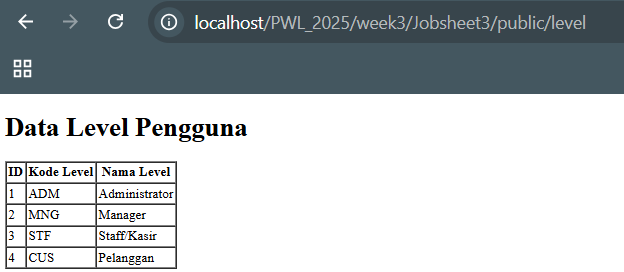 localhost/PWL_2025/week3/Jobsheet3/public/level
Data Level Pengguna
ID Kode Level Nama Level
1 ADM Administrator
2 MNG Manager
3 STF Staff/Kasir
4 CUS Pelanggan